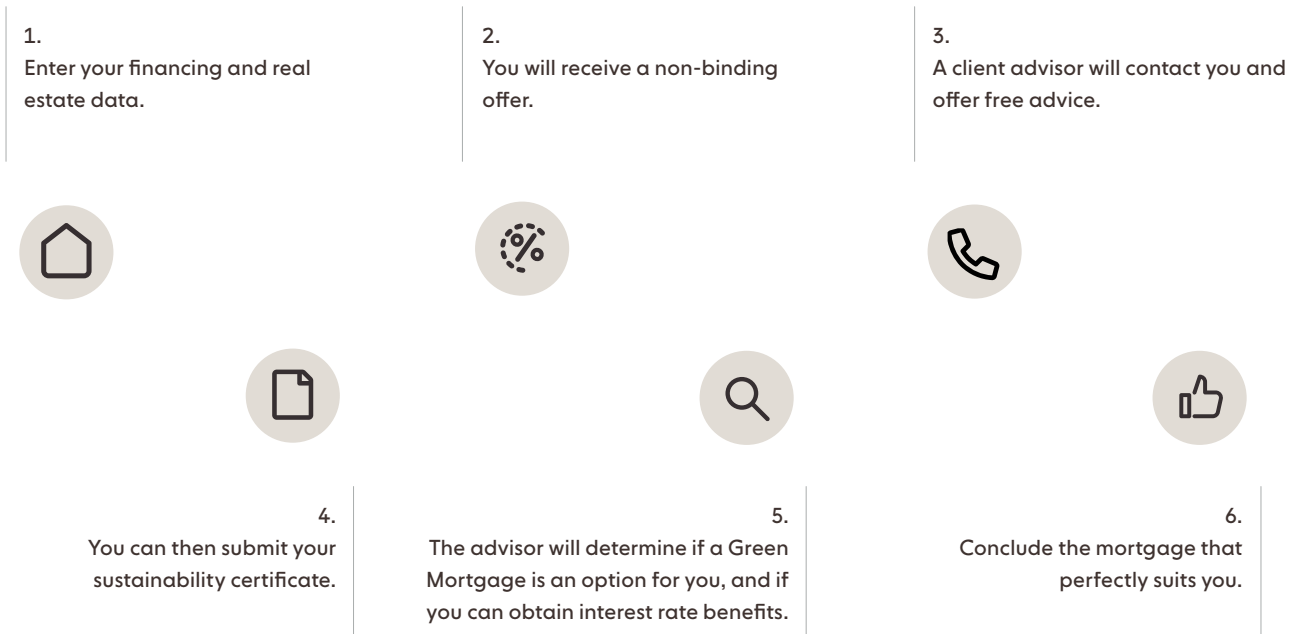 1.
Enter your financing and real
estate data.
2.
You will receive a non-binding
offer.
3.
A client advisor will contact you and
offer free advice.
%
4.
You can then submit your
sustainability certificate.
5.
The advisor will determine if a Green
Mortgage is an option for you, and if
you can obtain interest rate benefits.
6.
Conclude the mortgage that
perfectly suits you.